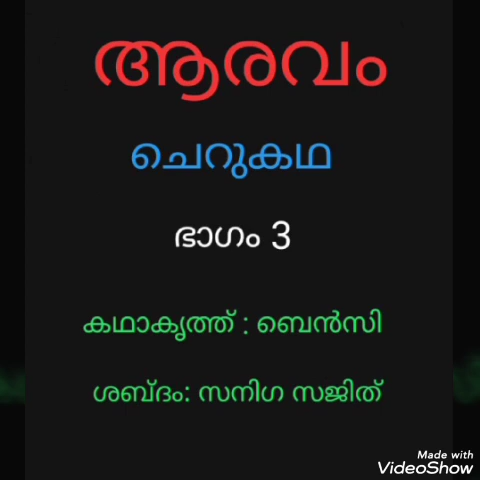 ആരവം
ചെറുകഥ
ഭാഗം 3
കഥാകൃത്ത് : ബെൻസി
ശബ്ദം: സനിഗ സജിത്
Made with
VideoShow